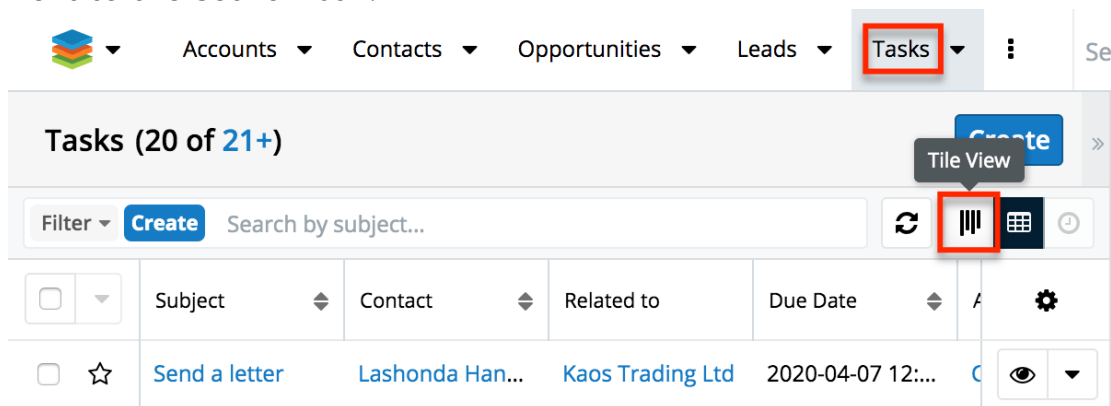 Accounts Contacts Opportunities Leads Tasks Se
Tasks (20 of 21+)
Create
Tile View
Filter Create Search by subject...
Subject Contact Related to Due Date
Send a letter Lashonda Han... Kaos Trading Ltd 2020-04-07 12:...